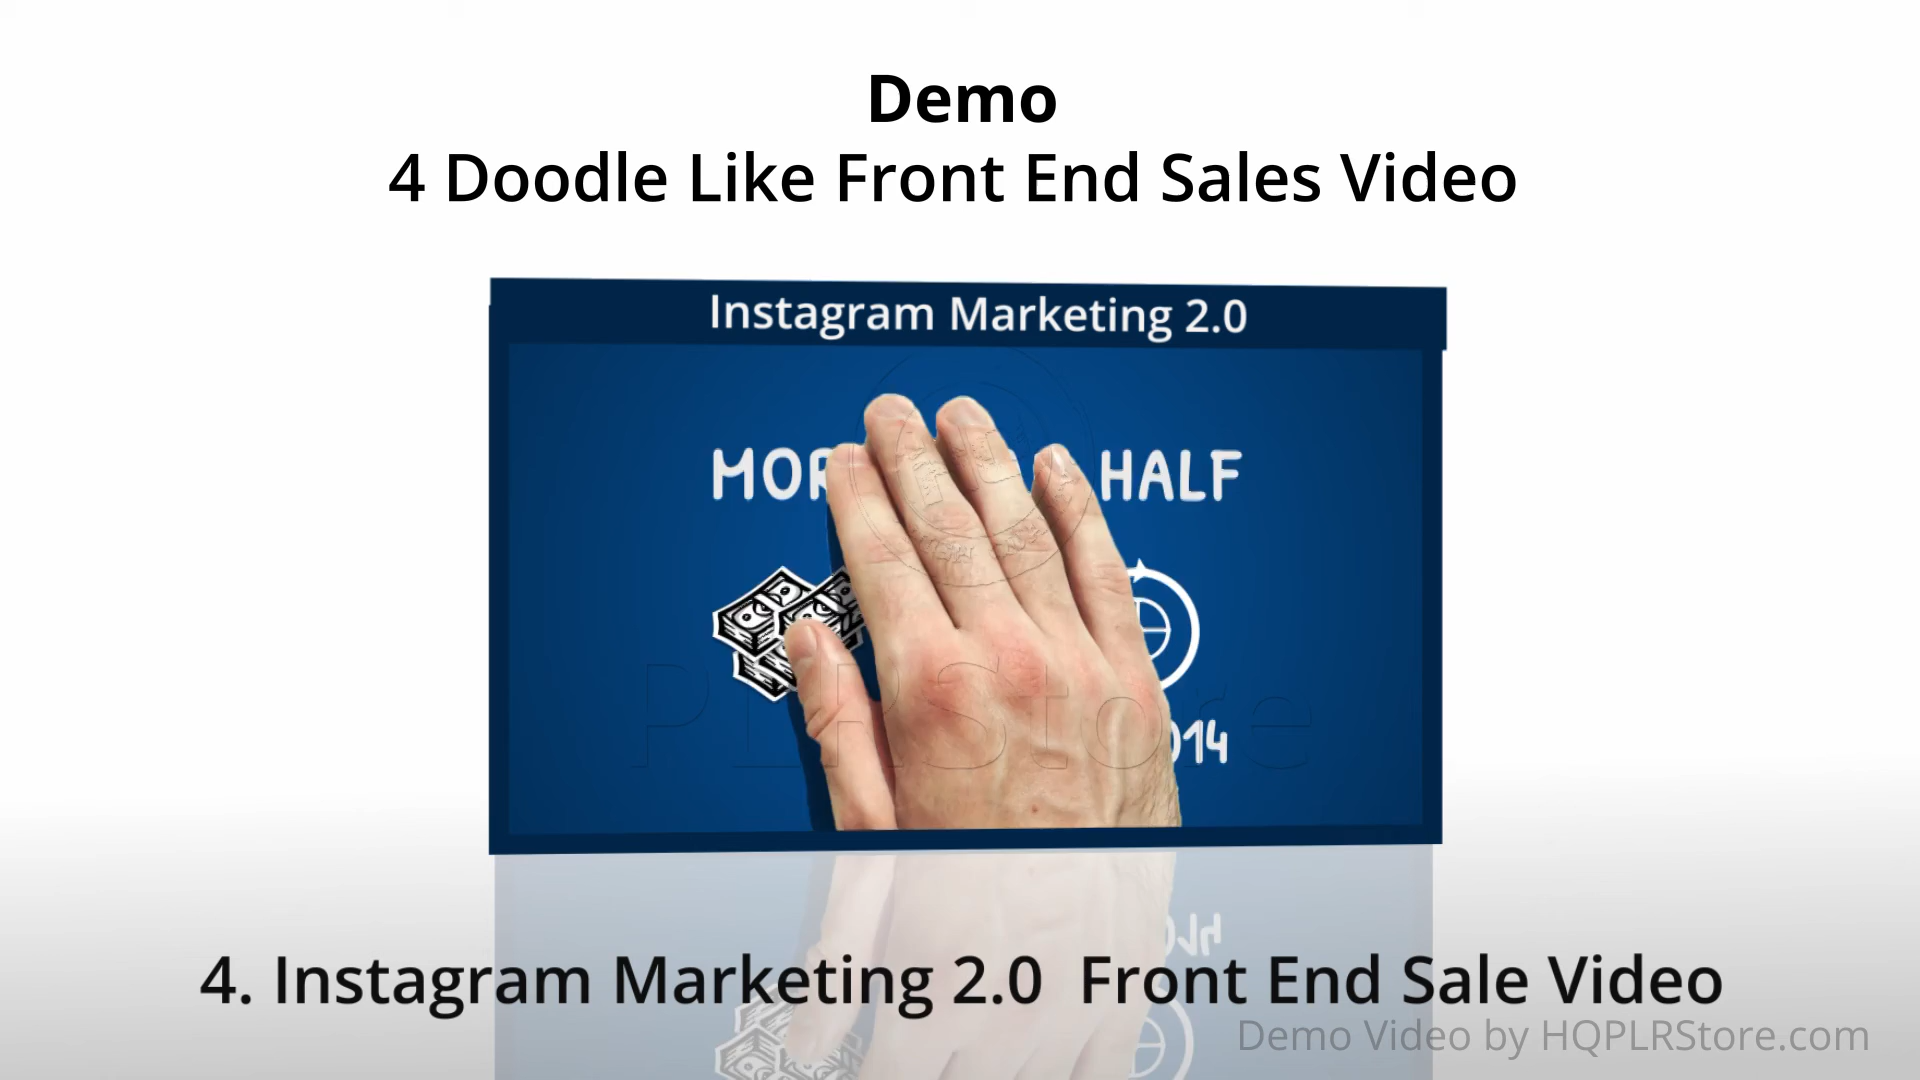 Demo
4 Doodle Like Front End Sales Video
Instagram Marketing 2.0
HALF
PLRStore
4. Instagram Marketing 2.0 Front End Sale Video
Demo Video by HQPLRStore.com